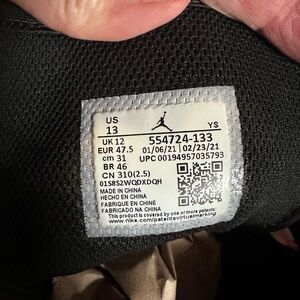 US
13
YS
UK 12
554724-133
EUR 47.5
01/06/21
02/23/21
cm 31
UPC 00194957035793
BR 46
CN 310(2.5)
01S8S2WQDXDQH
MADE IN CHINA
HECHO EN CHINA
FABRIQUE EN CHINE
FABRICADO NA CHINA
This product is covered by one or more patents
www.nike.com/patentsvirtualmarking